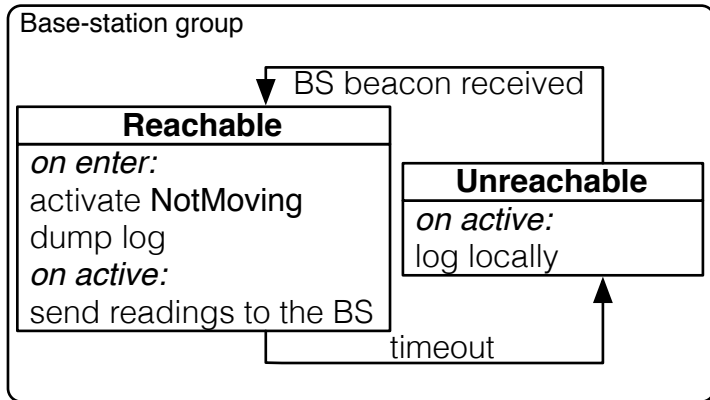 Base-station group
BS beacon received
Reachable
on enter:
activate NotMoving
dump log
on active:
send readings to the BS
Unreachable
on active:
log locally
timeout